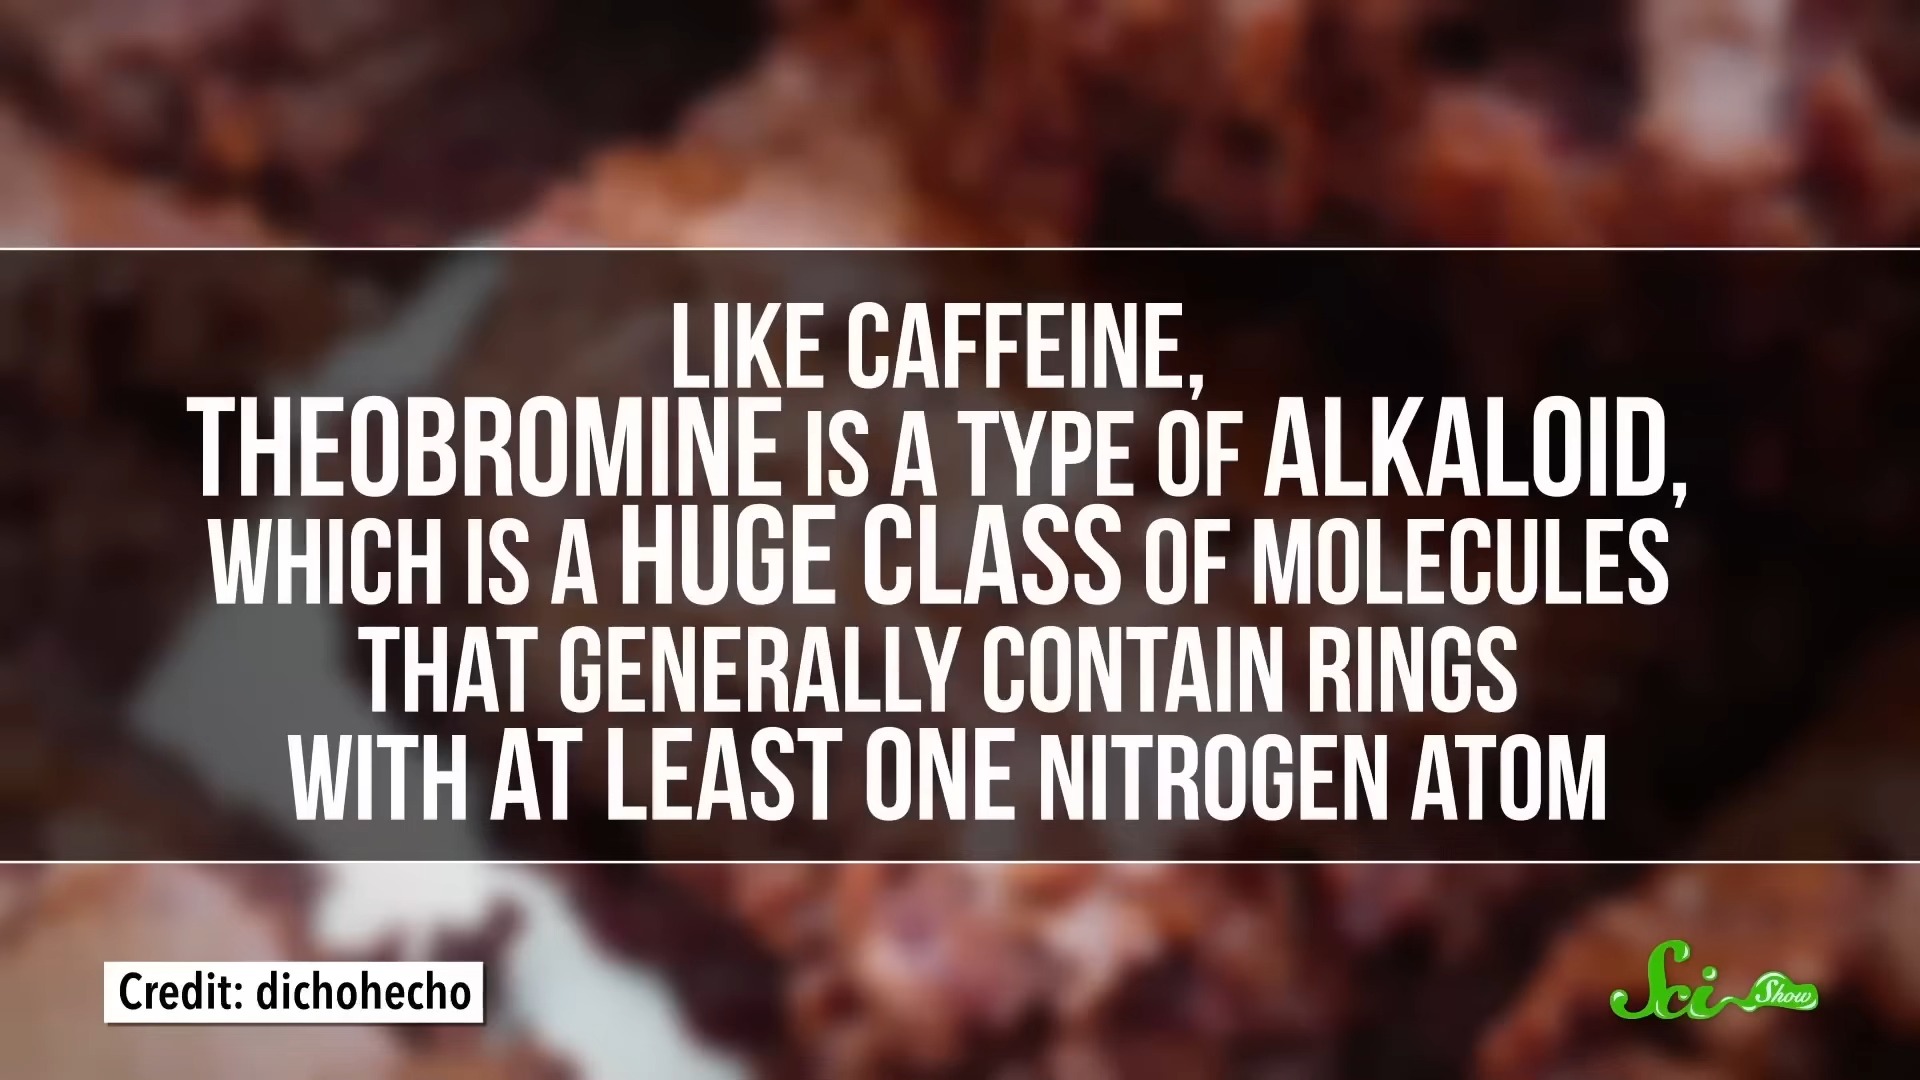 LIKE CAFFEINE,
THEOBROMINE IS A TYPE OF ALKALOID,
WHICH IS A HUGE CLASS OF MOLECULES
THAT GENERALLY CONTAIN RINGS
WITH AT LEAST ONE NITROGEN ATOM
Credit: dichohecho
Sci Show